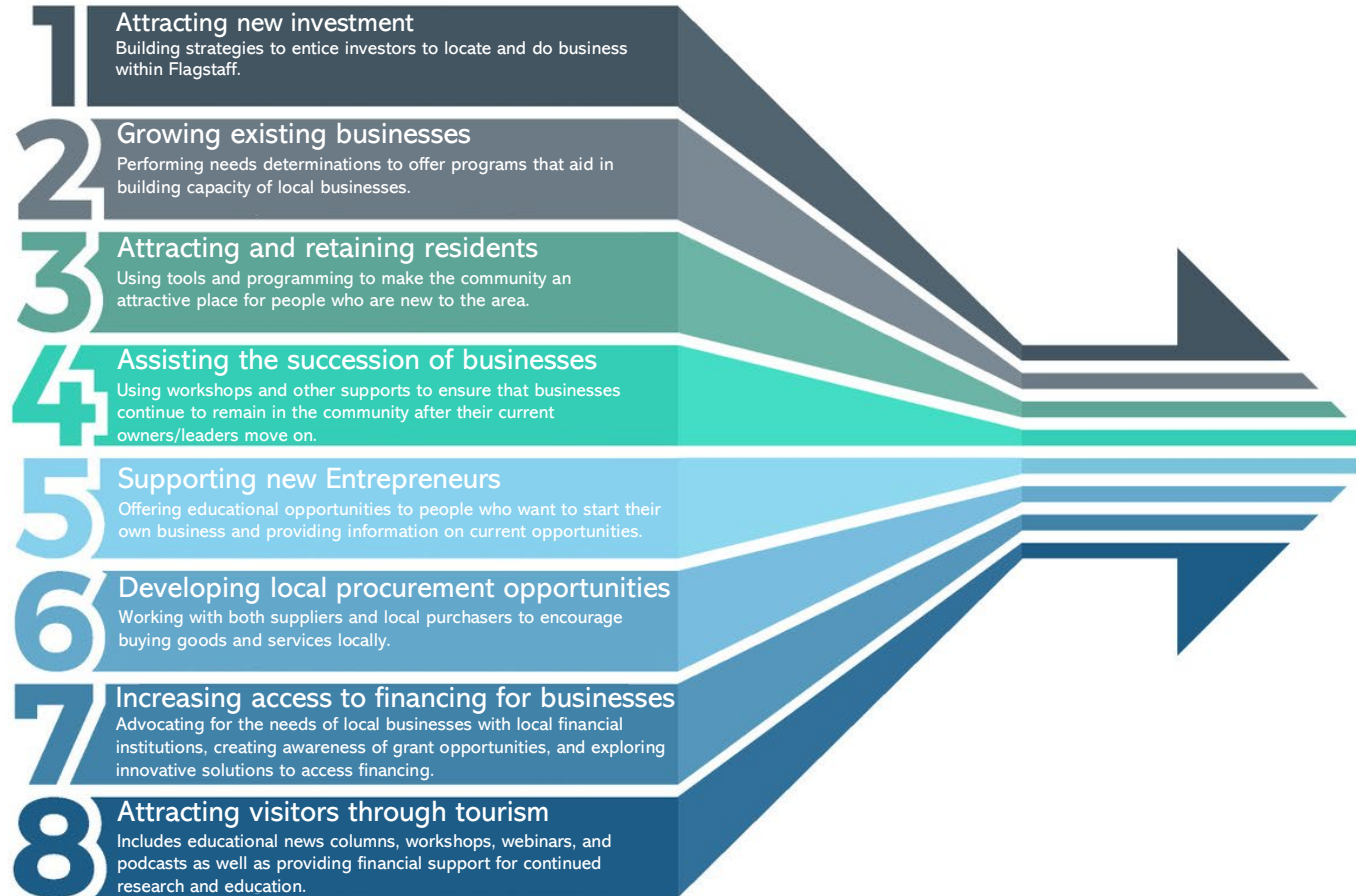 1
Attracting new investment
Building strategies to entice investors to locate and do business
within Flagstaff.
2
Growing existing businesses
Performing needs determinations to offer programs that aid in
building capacity of local businesses.
3
Attracting and retaining residents
Using tools and programming to make the community an
attractive place for people who are new to the area.
4
Assisting the succession of businesses
Using workshops and other supports to ensure that businesses
continue to remain in the community after their current
owners/leaders move on.
5
Supporting new Entrepreneurs
Offering educational opportunities to people who want to start their
own business and providing information on current opportunities.
6
Developing local procurement opportunities
Working with both suppliers and local purchasers to encourage
buying goods and services locally.
7
Increasing access to financing for businesses
Advocating for the needs of local businesses with local financial
institutions, creating awareness of grant opportunities, and exploring
innovative solutions to access financing.
8
Attracting visitors through tourism
Includes educational news columns, workshops, webinars, and
podcasts as well as providing financial support for continued
research and education.